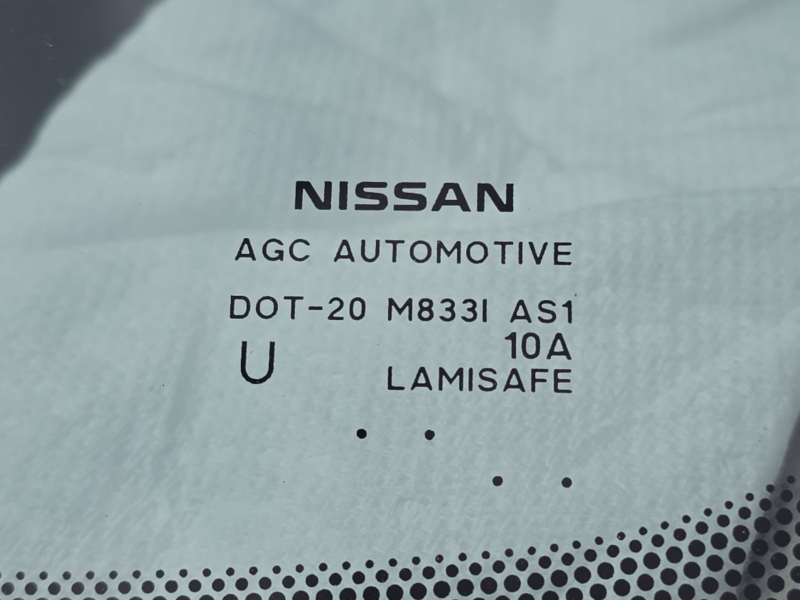 NISSAN
AGC AUTOMOTIVE
DOT-20 M833I AS1
U 10A
LAMISAFE